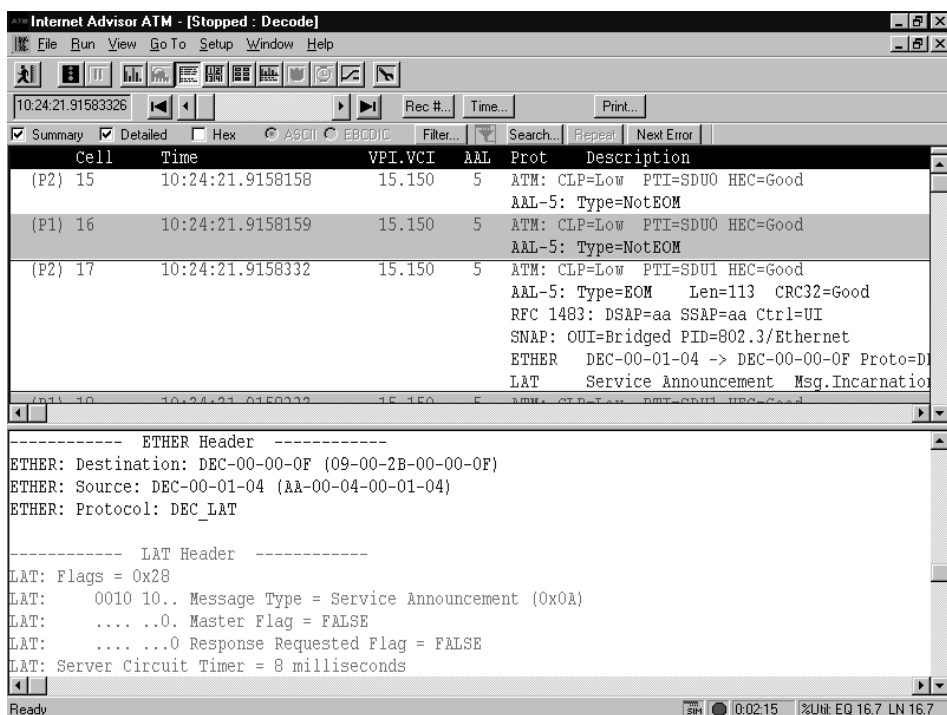 ATM Internet Advisor ATM - [Stopped : Decode]
File Run View Go To Setup Window Help
10:24:21.91583326 Rec #... Time... Print...
Summary Detailed Hex ASCII EBCDIC Filter... Search... Repeat Next Error
Cell Time VPI.VCI AAL Prot Description
(P2) 15 10:24:21.9158158 15.150 5 ATM: CLP=Low PTI=SDU0 HEC=Good
AAL-5: Type=NotEOM
(P1) 16 10:24:21.9158159 15.150 5 ATM: CLP=Low PTI=SDU0 HEC=Good
AAL-5: Type=NotEOM
(P2) 17 10:24:21.9158332 15.150 5 ATM: CLP=Low PTI=SDU1 HEC=Good
AAL-5: Type=EOM Len=113 CRC32=Good
RFC 1483: DSAP=aa SSAP=aa Ctrl=UI
SNAP: OUI=Bridged PID=802.3/Ethernet
ETHER DEC-00-01-04 -> DEC-00-00-0F Proto=D
LAT Service Announcement Msg.Incarnation
------------ ETHER Header ------------
ETHER: Destination: DEC-00-00-0F (09-00-2B-00-00-0F)
ETHER: Source: DEC-00-01-04 (AA-00-04-00-01-04)
ETHER: Protocol: DEC_LAT
------------ LAT Header ------------
LAT: Flags = 0x28
LAT: 0010 10.. Message Type = Service Announcement (0x0A)
LAT: .... ..0. Master Flag = FALSE
LAT: .... ...0 Response Requested Flag = FALSE
LAT: Server Circuit Timer = 8 milliseconds
Ready SIM 0:02:15 %Util: EQ 16.7 LN 16.7